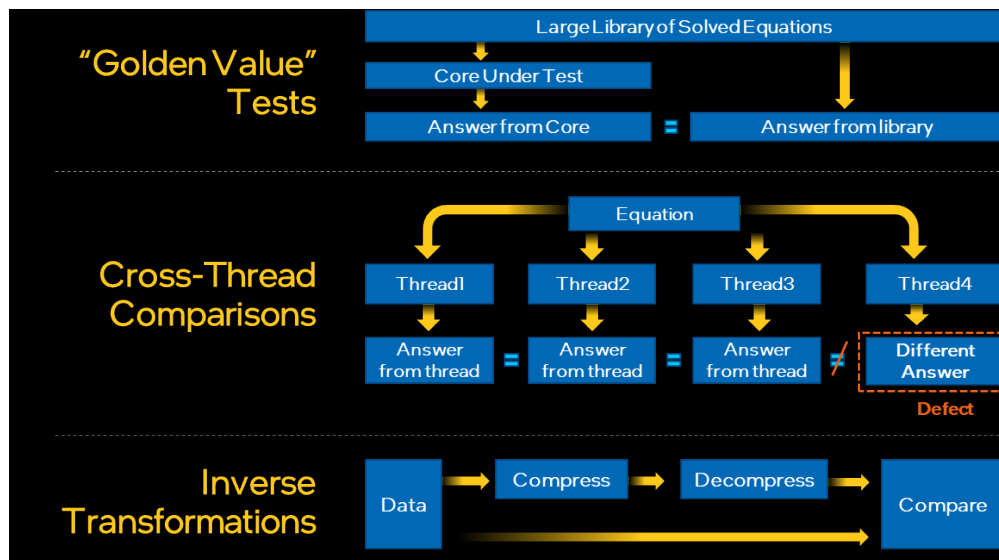 “Golden Value”
Tests
Large Library of Solved Equations
Core Under Test
Answer from Core
=
Answer from library
Cross-Thread
Comparisons
Equation
Thread1
Thread2
Thread3
Thread4
Answer
from thread
=
Answer
from thread
=
Answer
from thread
≠
Different
Answer
Defect
Inverse
Transformations
Data
Compress
Decompress
Compare